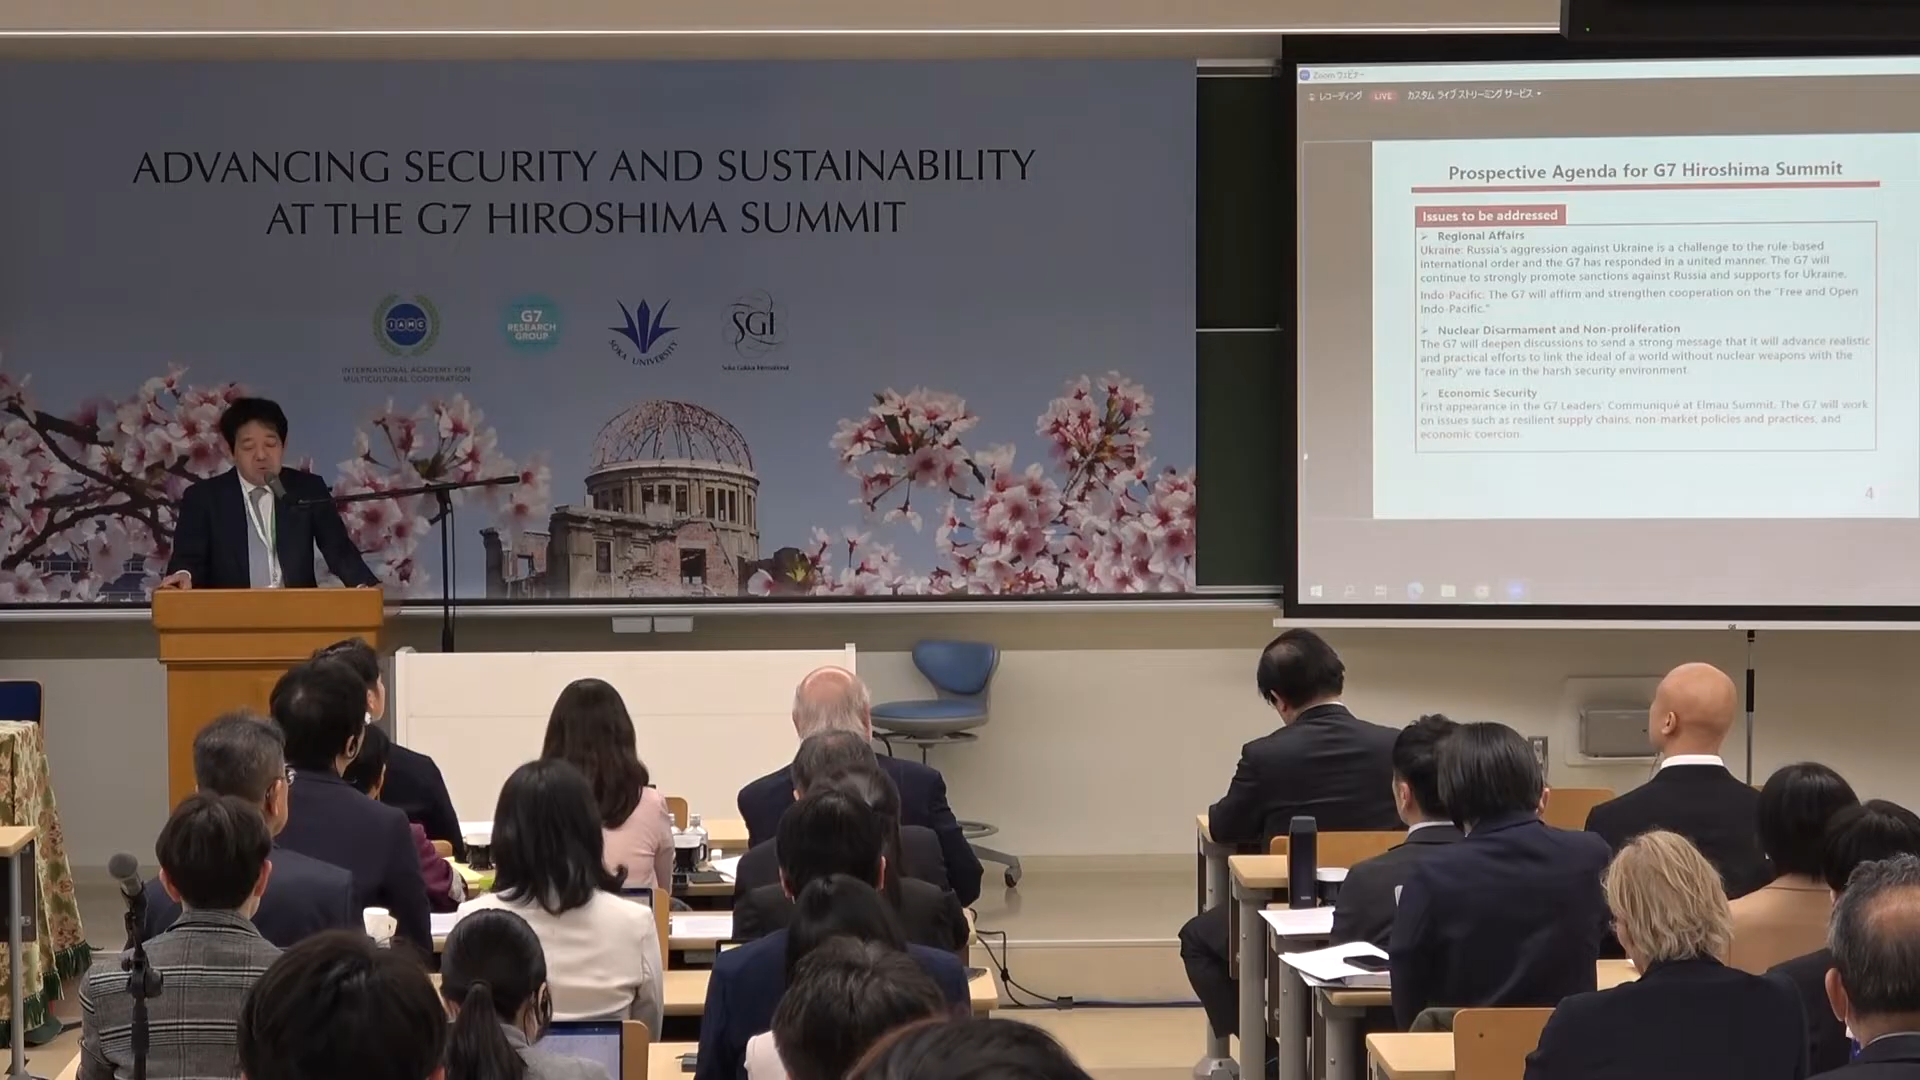 ADVANCING SECURITY AND SUSTAINABILITY
AT THE G7 HIROSHIMA SUMMIT
IAMC
INTERNATIONAL ACADEMY FOR
MULTICULTURAL COOPERATION
G7
RESEARCH
GROUP
SOKA UNIVERSITY
SGI
Soka Gakkai International
Zoom ウェビナー
レコーディング LIVE カスタム ライブ ストリーミング サービス
Prospective Agenda for G7 Hiroshima Summit
Issues to be addressed
➢ Regional Affairs
Ukraine: Russia's aggression against Ukraine is a challenge to the rule-based
international order and the G7 has responded in a united manner. The G7 will
continue to strongly promote sanctions against Russia and supports for Ukraine.
Indo-Pacific: The G7 will affirm and strengthen cooperation on the "Free and Open
Indo-Pacific."
➢ Nuclear Disarmament and Non-proliferation
The G7 will deepen discussions to send a strong message that it will advance realistic
and practical efforts to link the ideal of a world without nuclear weapons with the
"reality" we face in the harsh security environment.
➢ Economic Security
First appearance in the G7 Leaders' Communiqué at Elmau Summit. The G7 will work
on issues such as resilient supply chains, non-market policies and practices, and
economic coercion.
4